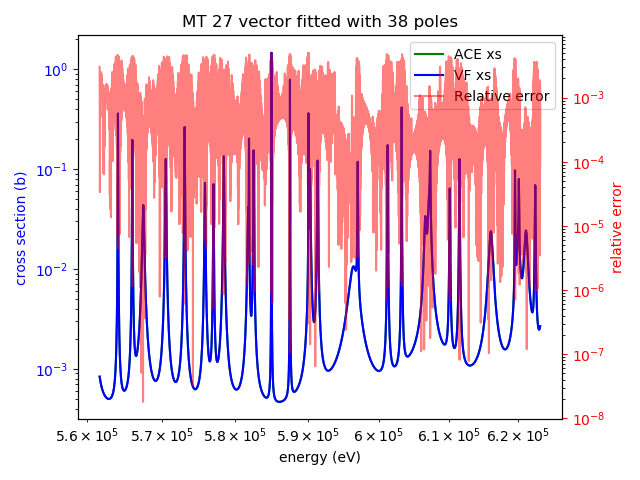 MT 27 vector fitted with 38 poles
ACE xs
VF xs
Relative error
10⁰
10⁻¹
10⁻²
10⁻³
cross section (b)
10⁻³
10⁻⁴
10⁻⁵
10⁻⁶
10⁻⁷
10⁻⁸
relative error
5.6 × 10⁵ 5.7 × 10⁵ 5.8 × 10⁵ 5.9 × 10⁵ 6 × 10⁵ 6.1 × 10⁵ 6.2 × 10⁵
energy (eV)